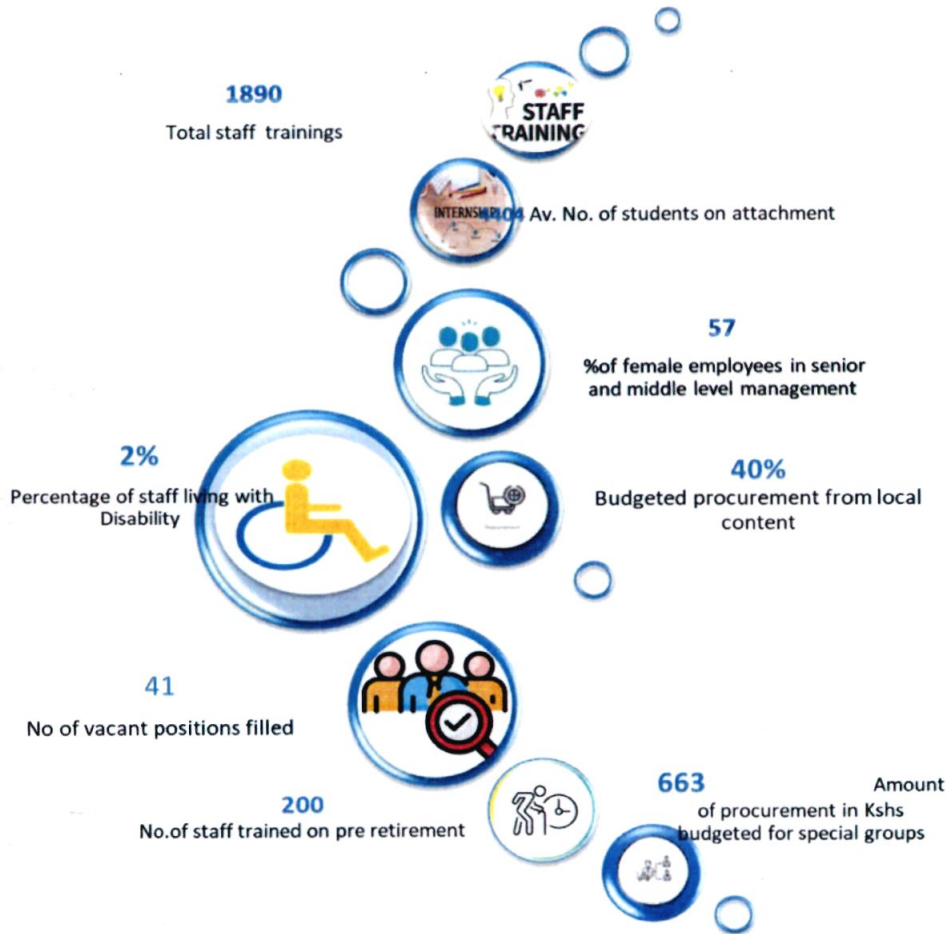 1890
Total staff trainings
STAFF
TRAINING
INTERNSHIP
Av. No. of students on attachment
57
%of female employees in senior
and middle level management
2%
Percentage of staff living with
Disability
40%
Budgeted procurement from local
content
41
No of vacant positions filled
200
No.of staff trained on pre retirement
663 Amount
of procurement in Kshs
budgeted for special groups